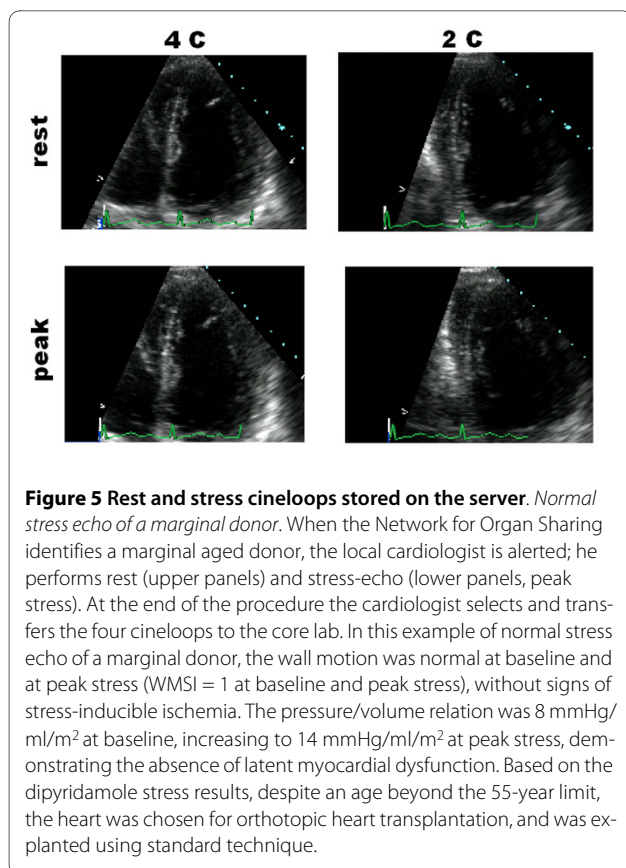 4 C
2 C
rest
peak
Figure 5 Rest and stress cineloops stored on the server. Normal
stress echo of a marginal donor. When the Network for Organ Sharing
identifies a marginal aged donor, the local cardiologist is alerted; he
performs rest (upper panels) and stress-echo (lower panels, peak
stress). At the end of the procedure the cardiologist selects and trans-
fers the four cineloops to the core lab. In this example of normal stress
echo of a marginal donor, the wall motion was normal at baseline and
at peak stress (WMSI = 1 at baseline and peak stress), without signs of
stress-inducible ischemia. The pressure/volume relation was 8 mmHg/
ml/m² at baseline, increasing to 14 mmHg/ml/m² at peak stress, dem-
onstrating the absence of latent myocardial dysfunction. Based on the
dipyridamole stress results, despite an age beyond the 55-year limit,
the heart was chosen for orthotopic heart transplantation, and was ex-
planted using standard technique.